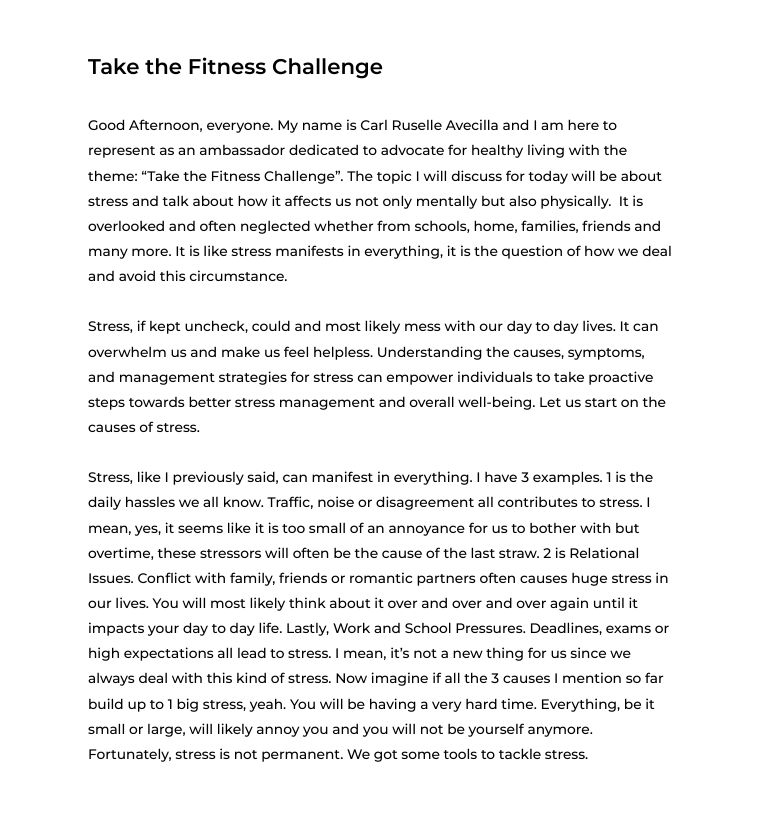 Take the Fitness Challenge
Good Afternoon, everyone. My name is Carl Ruselle Avecilla and I am here to
represent as an ambassador dedicated to advocate for healthy living with the
theme: “Take the Fitness Challenge”. The topic I will discuss for today will be about
stress and talk about how it affects us not only mentally but also physically.  It is
overlooked and often neglected whether from schools, home, families, friends and
many more. It is like stress manifests in everything, it is the question of how we deal
and avoid this circumstance.
Stress, if kept uncheck, could and most likely mess with our day to day lives. It can
overwhelm us and make us feel helpless. Understanding the causes, symptoms,
and management strategies for stress can empower individuals to take proactive
steps towards better stress management and overall well-being. Let us start on the
causes of stress.
Stress, like I previously said, can manifest in everything. I have 3 examples. 1 is the
daily hassles we all know. Traffic, noise or disagreement all contributes to stress. I
mean, yes, it seems like it is too small of an annoyance for us to bother with but
overtime, these stressors will often be the cause of the last straw. 2 is Relational
Issues. Conflict with family, friends or romantic partners often causes huge stress in
our lives. You will most likely think about it over and over and over again until it
impacts your day to day life. Lastly, Work and School Pressures. Deadlines, exams or
high expectations all lead to stress. I mean, it’s not a new thing for us since we
always deal with this kind of stress. Now imagine if all the 3 causes I mention so far
build up to 1 big stress, yeah. You will be having a very hard time. Everything, be it
small or large, will likely annoy you and you will not be yourself anymore.
Fortunately, stress is not permanent. We got some tools to tackle stress.